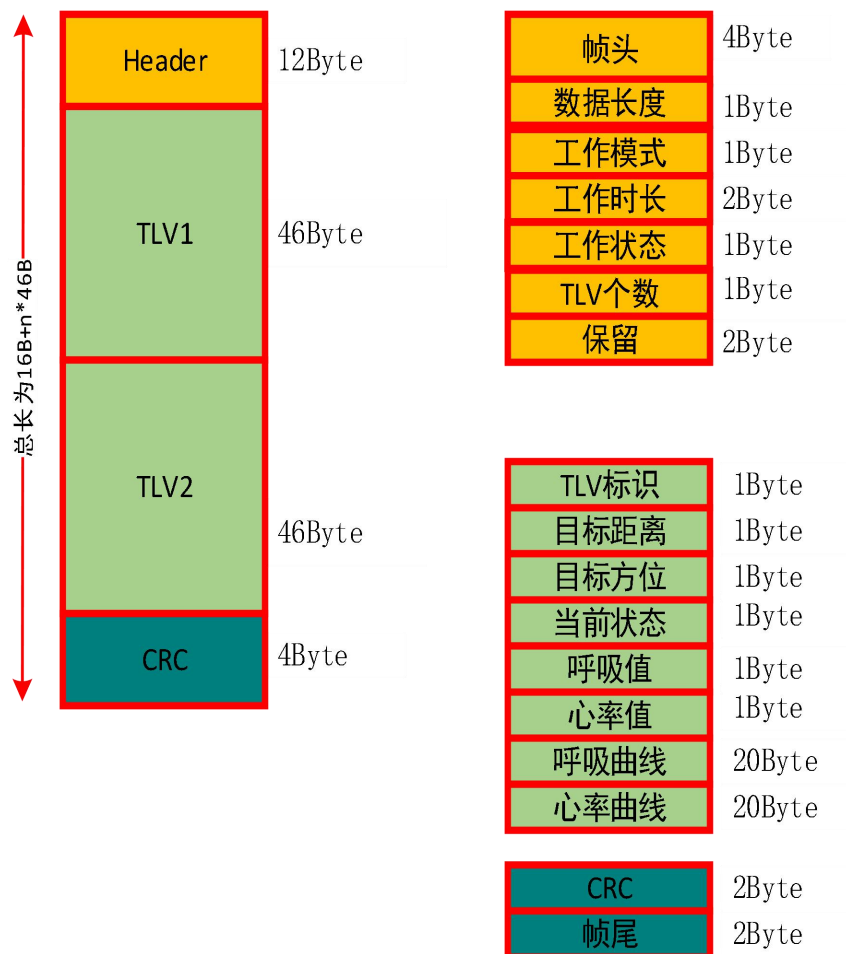 总长为16B+n*46B
Header 12Byte
TLV1 46Byte
TLV2 46Byte
CRC 4Byte
帧头 4Byte
数据长度 1Byte
工作模式 1Byte
工作时长 2Byte
工作状态 1Byte
TLV个数 1Byte
保留 2Byte
TLV标识 1Byte
目标距离 1Byte
目标方位 1Byte
当前状态 1Byte
呼吸值 1Byte
心率值 1Byte
呼吸曲线 20Byte
心率曲线 20Byte
CRC 2Byte
帧尾 2Byte